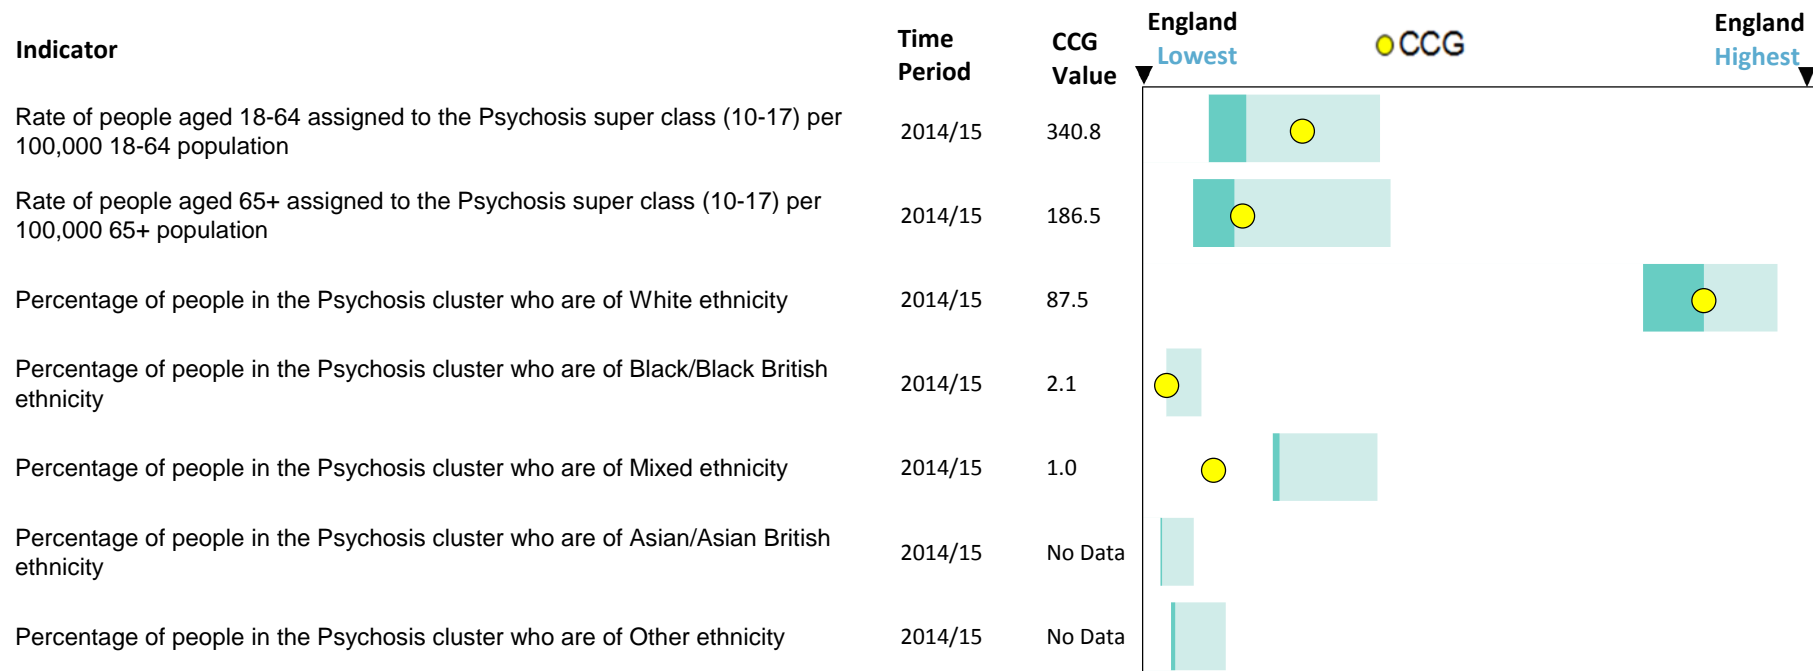 Indicator
Time
Period
CCG
Value
England
Lowest
CCG
England
Highest
Rate of people aged 18-64 assigned to the Psychosis super class (10-17) per
100,000 18-64 population
2014/15
340.8
Rate of people aged 65+ assigned to the Psychosis super class (10-17) per
100,000 65+ population
2014/15
186.5
Percentage of people in the Psychosis cluster who are of White ethnicity
2014/15
87.5
Percentage of people in the Psychosis cluster who are of Black/Black British
ethnicity
2014/15
2.1
Percentage of people in the Psychosis cluster who are of Mixed ethnicity
2014/15
1.0
Percentage of people in the Psychosis cluster who are of Asian/Asian British
ethnicity
2014/15
No Data
Percentage of people in the Psychosis cluster who are of Other ethnicity
2014/15
No Data